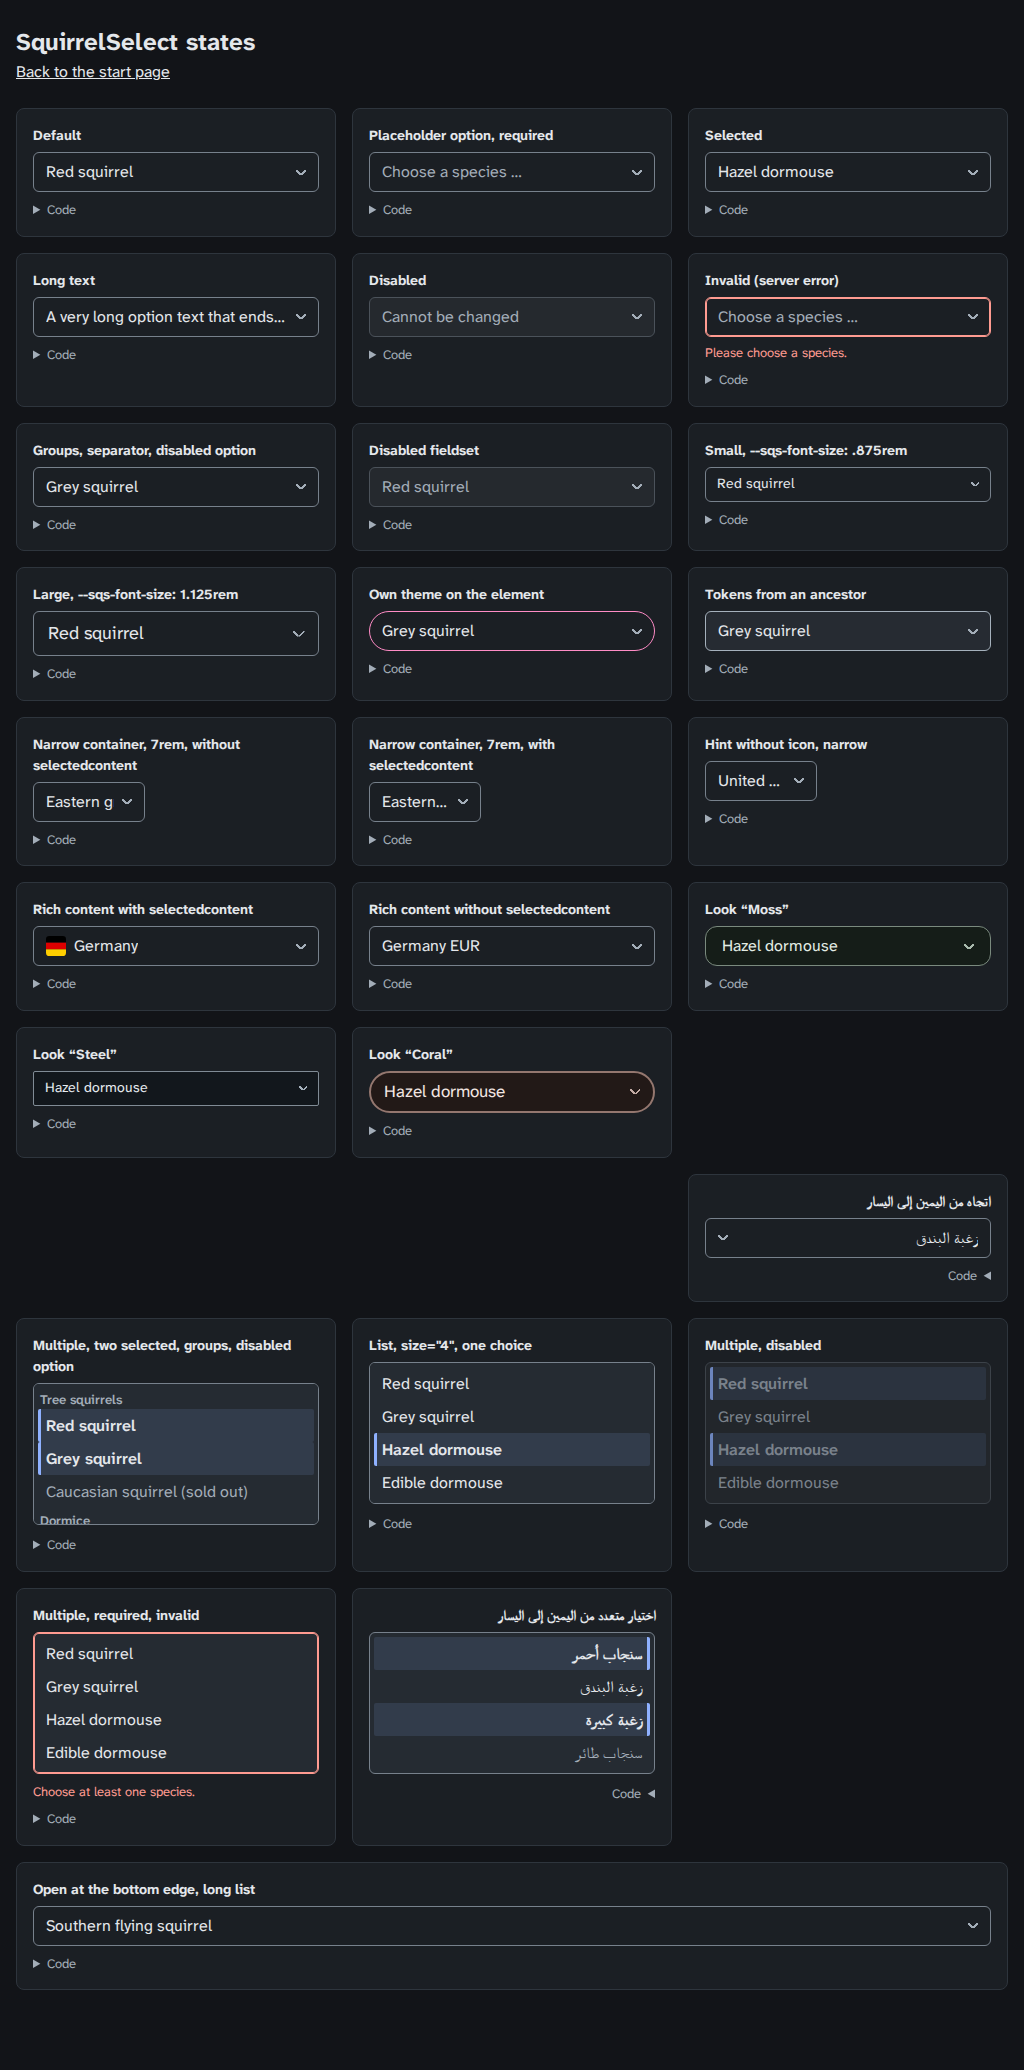 SquirrelSelect states
Back to the start page
Default
Red squirrel
Code
Placeholder option, required
Choose a species ...
Code
Selected
Hazel dormouse
Code
Long text
A very long option text that ends...
Code
Disabled
Cannot be changed
Code
Invalid (server error)
Choose a species ...
Please choose a species.
Code
Groups, separator, disabled option
Grey squirrel
Code
Disabled fieldset
Red squirrel
Code
Small, --sqs-font-size: .875rem
Red squirrel
Code
Large, --sqs-font-size: 1.125rem
Red squirrel
Code
Own theme on the element
Grey squirrel
Code
Tokens from an ancestor
Grey squirrel
Code
Narrow container, 7rem, without
selectedcontent
Eastern g
Code
Narrow container, 7rem, with
selectedcontent
Eastern...
Code
Hint without icon, narrow
United ...
Code
Rich content with selectedcontent
Germany
Code
Rich content without selectedcontent
Germany EUR
Code
Look “Moss”
Hazel dormouse
Code
Look “Steel”
Hazel dormouse
Code
Look “Coral”
Hazel dormouse
Code
اتجاه من اليمين إلى اليسار
زغبة البندق
Code
Multiple, two selected, groups, disabled
option
Tree squirrels
Red squirrel
Grey squirrel
Caucasian squirrel (sold out)
Dormice
Code
List, size="4", one choice
Red squirrel
Grey squirrel
Hazel dormouse
Edible dormouse
Code
Multiple, disabled
Red squirrel
Grey squirrel
Hazel dormouse
Edible dormouse
Code
Multiple, required, invalid
Red squirrel
Grey squirrel
Hazel dormouse
Edible dormouse
Choose at least one species.
Code
اختيار متعدد من اليمين إلى اليسار
سنجاب أحمر
زغبة البندق
زغبة كبيرة
سنجاب طائر
Code
Open at the bottom edge, long list
Southern flying squirrel
Code